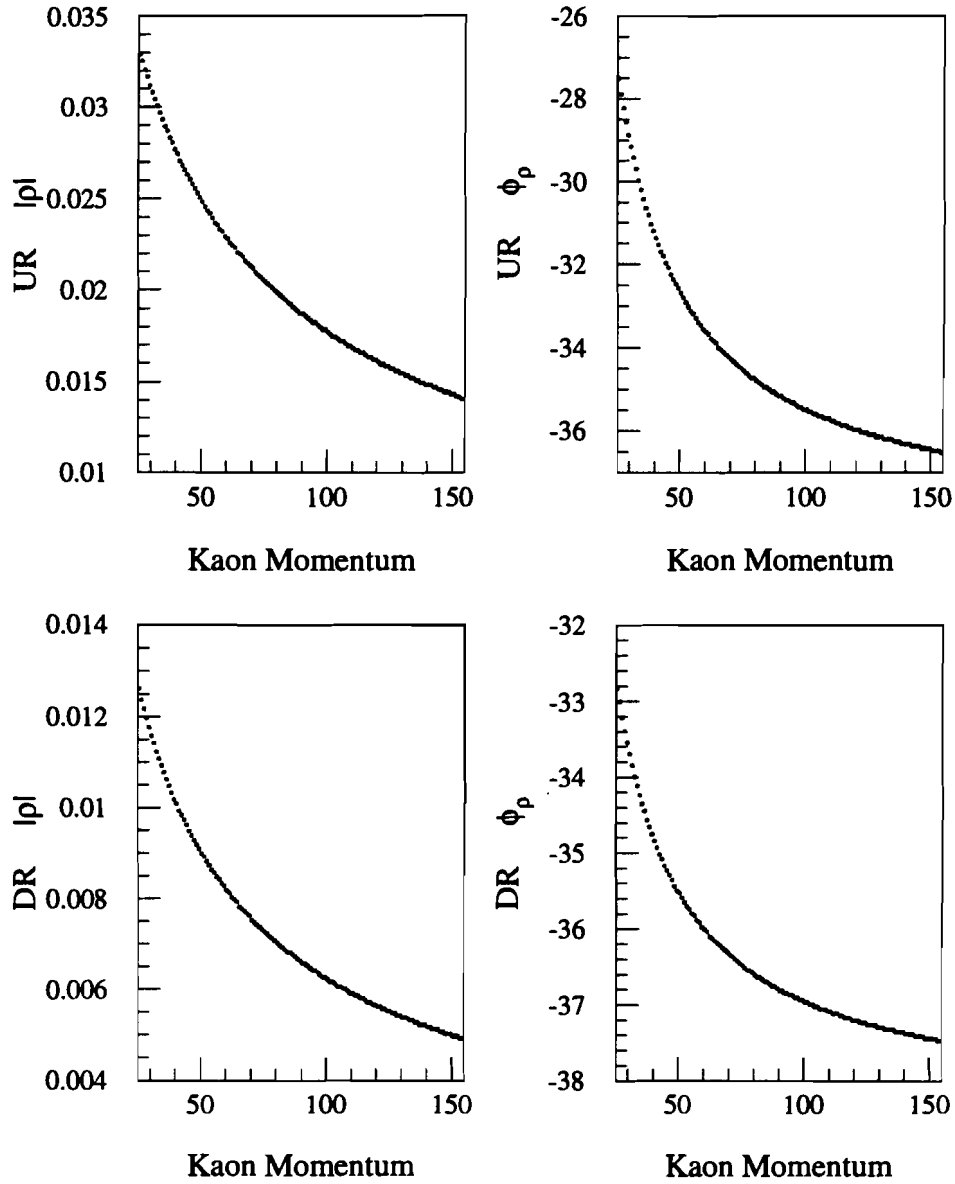 UR |ρ|
0.035
0.03
0.025
0.02
0.015
0.01
50 100 150
Kaon Momentum
UR ϕρ
-26
-28
-30
-32
-34
-36
50 100 150
Kaon Momentum
DR |ρ|
0.014
0.012
0.01
0.008
0.006
0.004
50 100 150
Kaon Momentum
DR ϕρ
-32
-33
-34
-35
-36
-37
-38
50 100 150
Kaon Momentum